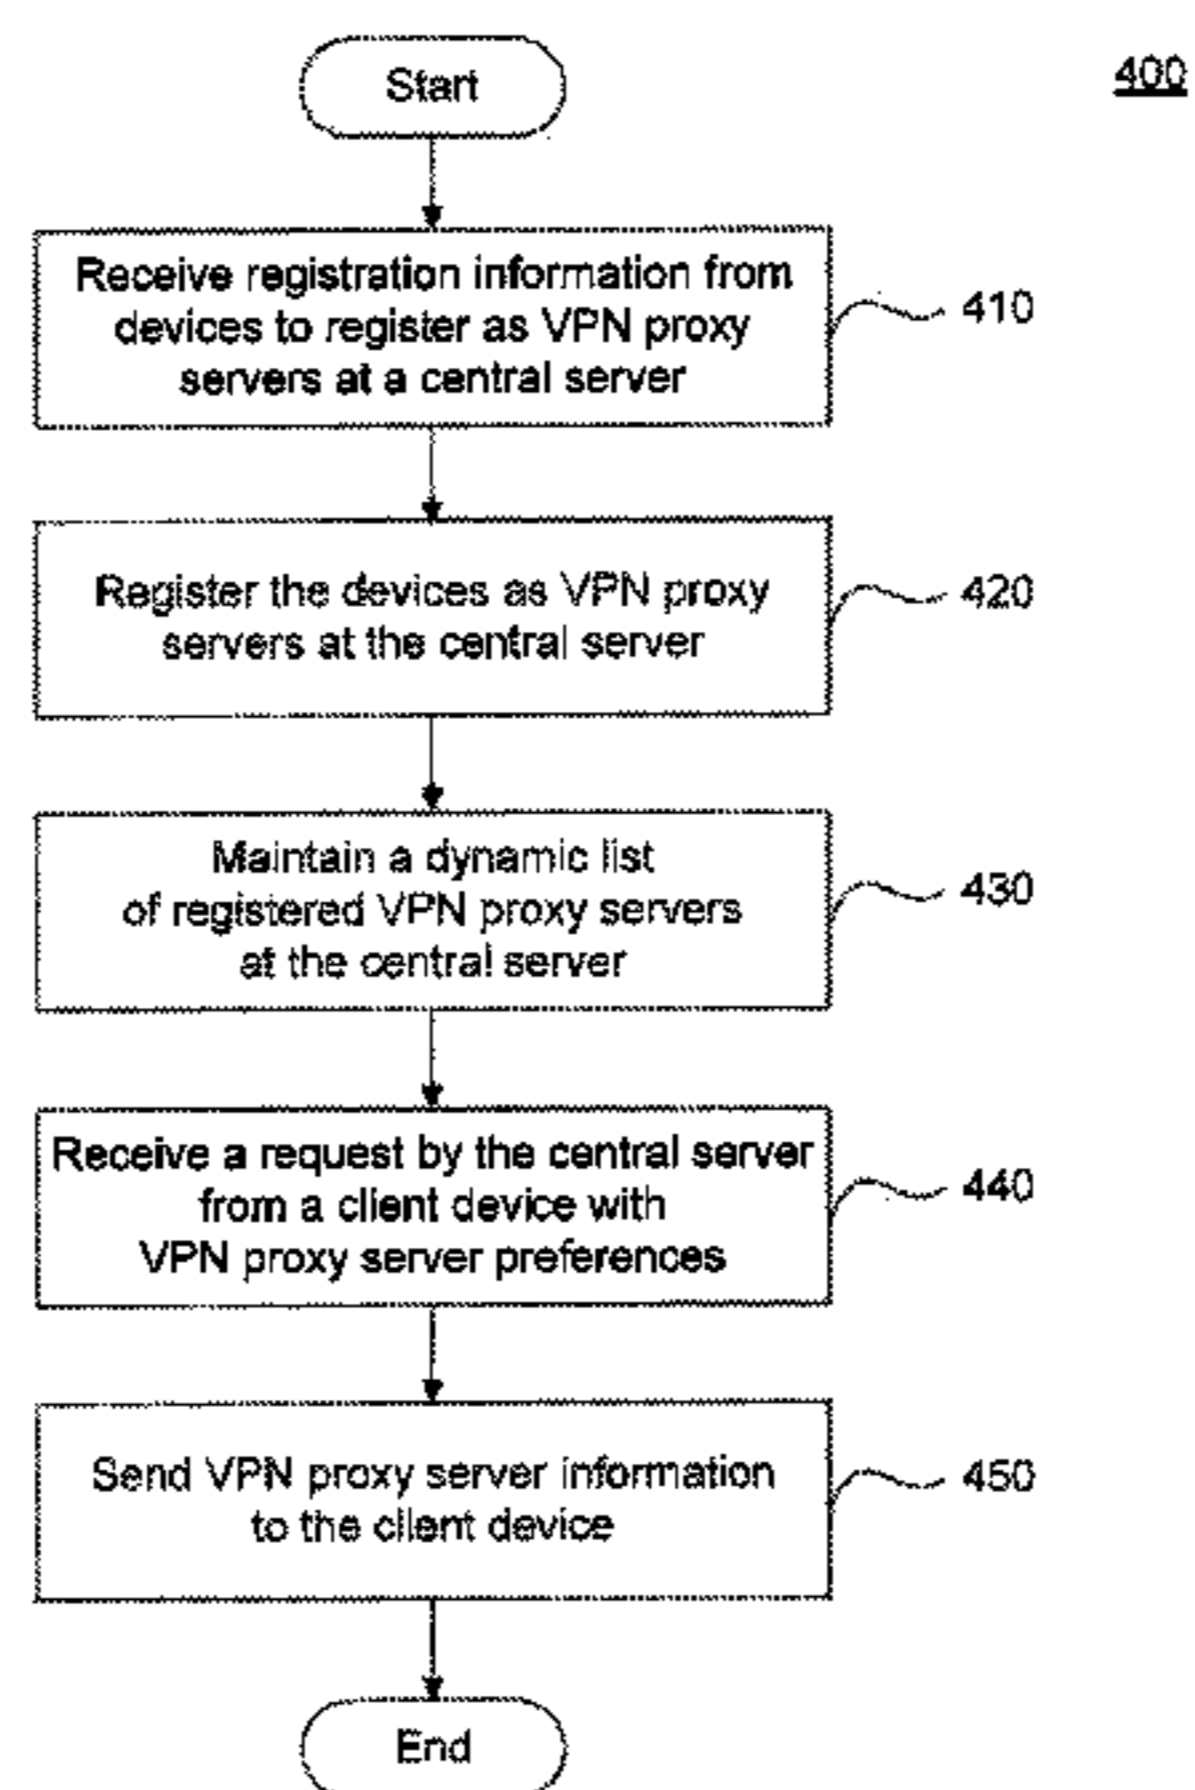 Start
400
Receive registration information from
devices to register as VPN proxy
servers at a central server
410
Register the devices as VPN proxy
servers at the central server
420
Maintain a dynamic list
of registered VPN proxy servers
at the central server
430
Receive a request by the central server
from a client device with
VPN proxy server preferences
440
Send VPN proxy server information
to the client device
450
End